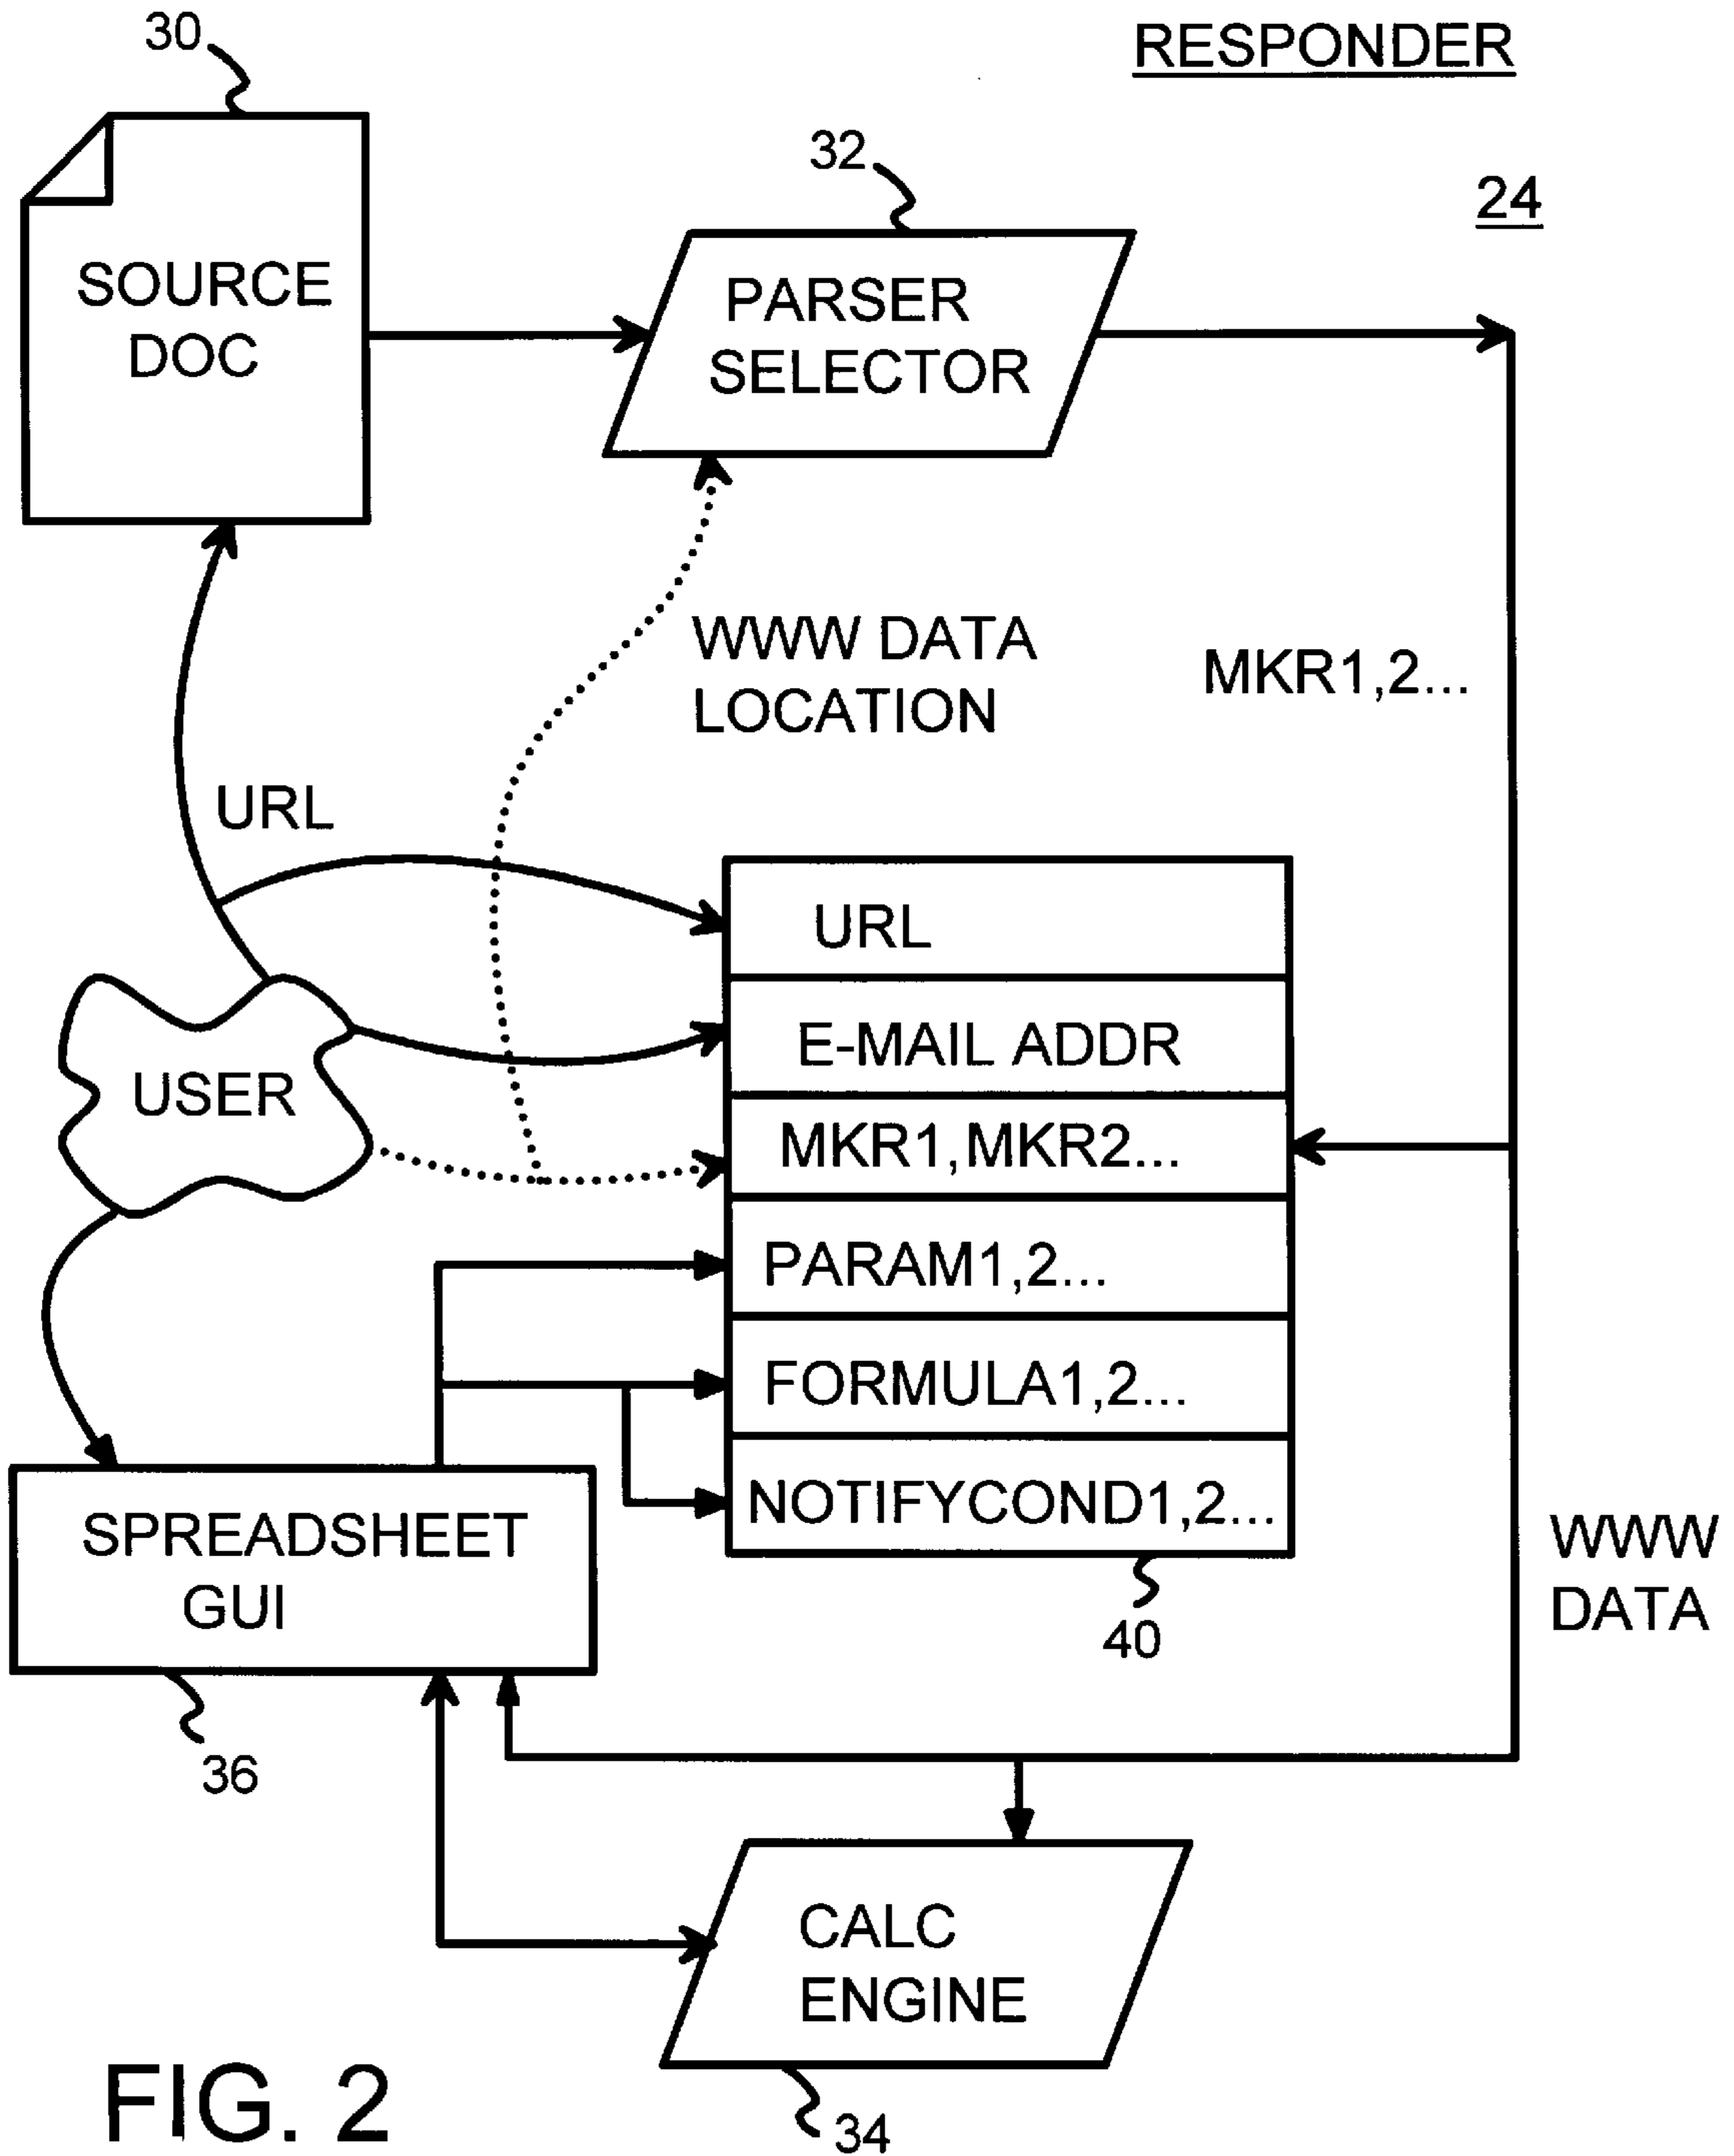 30
RESPONDER
32
24
SOURCE
DOC
PARSER
SELECTOR
WWW DATA
LOCATION
MKR1,2...
URL
URL
E-MAIL ADDR
USER
MKR1,MKR2...
PARAM1,2...
FORMULA1,2...
NOTIFYCOND1,2...
SPREADSHEET
GUI
WWW
DATA
40
36
CALC
ENGINE
34
FIG. 2